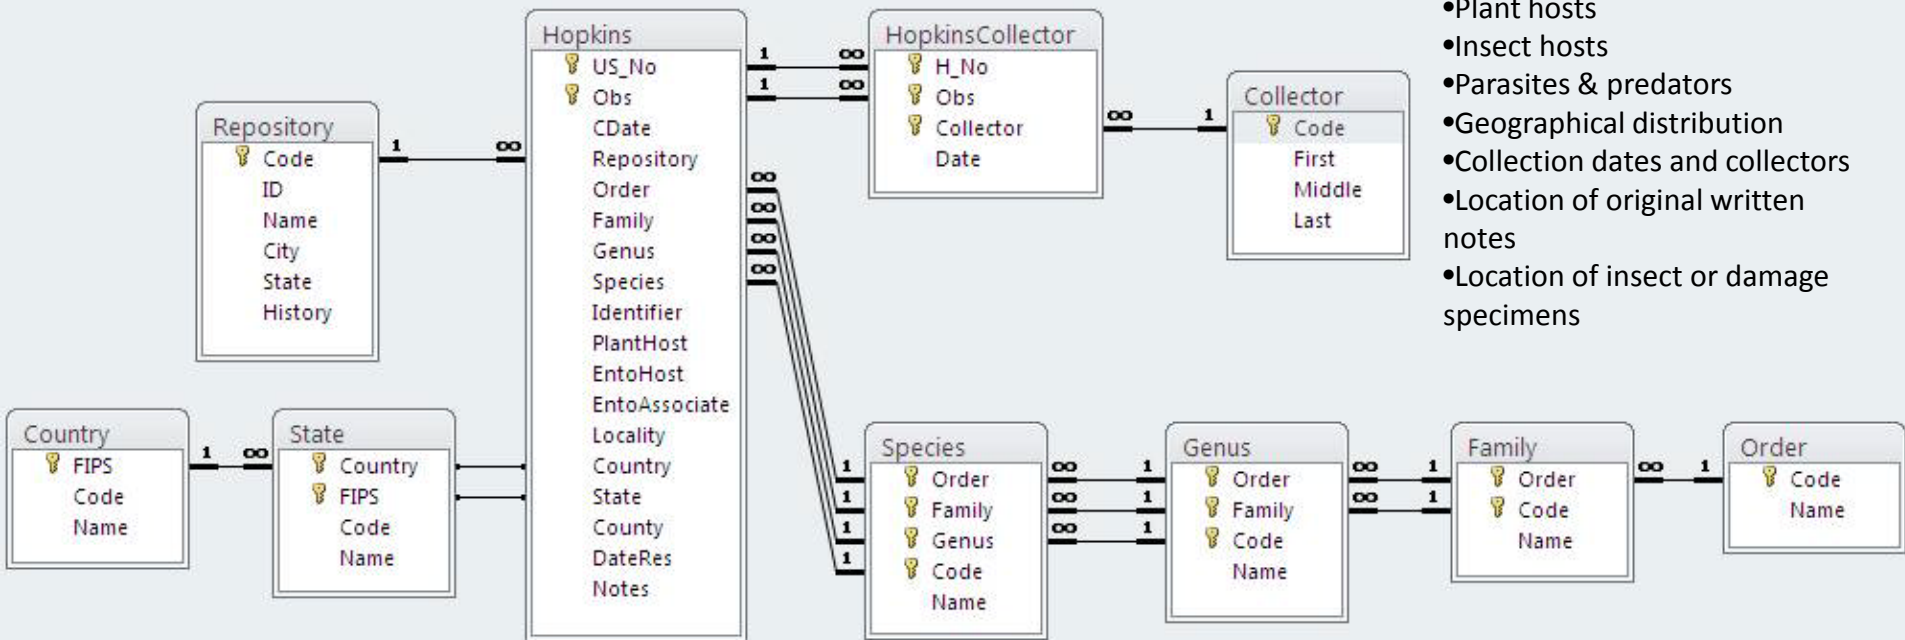 Hopkins
US_No
Obs
CDate
Repository
Order
Family
Genus
Species
Identifier
PlantHost
EntoHost
EntoAssociate
Locality
Country
State
County
DateRes
Notes
1 ∞
1 ∞
HopkinsCollector
H_No
Obs
Collector
Date
∞ 1
Collector
Code
First
Middle
Last
•Plant hosts
•Insect hosts
•Parasites & predators
•Geographical distribution
•Collection dates and collectors
•Location of original written
notes
•Location of insect or damage
specimens
Repository
Code
ID
Name
City
State
History
1 ∞
∞
∞
∞
∞
Country
FIPS
Code
Name
1 ∞
State
Country
FIPS
Code
Name
1
1
1
1
Species
Order
Family
Genus
Code
Name
∞ 1
∞ 1
∞ 1
Genus
Order
Family
Code
Name
∞ 1
∞ 1
Family
Order
Code
Name
∞ 1
Order
Code
Name